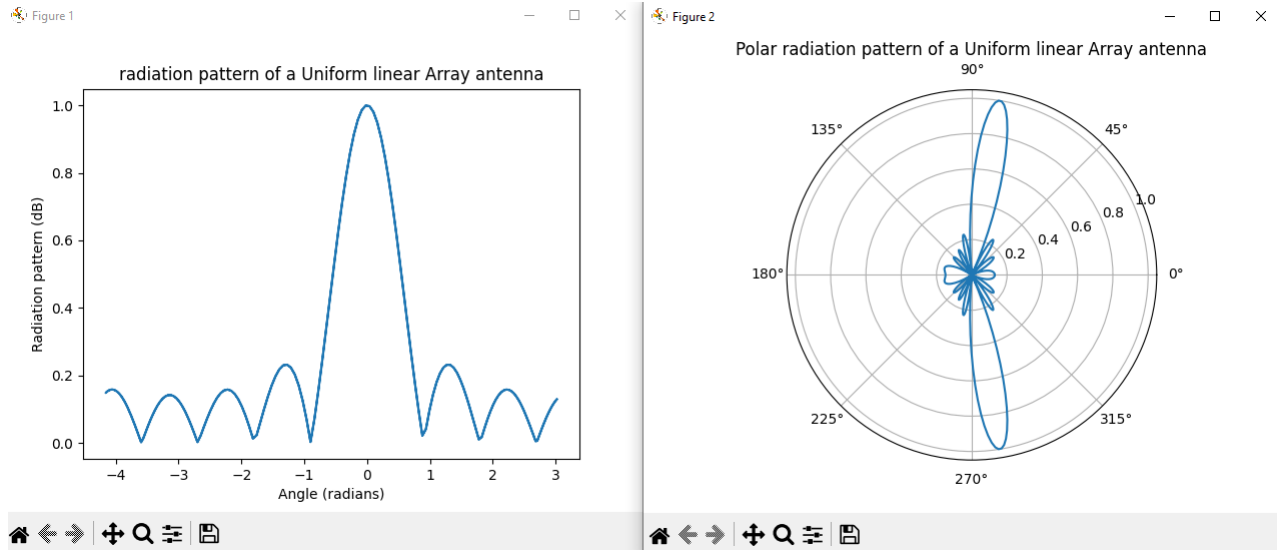 Figure 1
radiation pattern of a Uniform linear Array antenna
Radiation pattern (dB)
1.0
0.8
0.6
0.4
0.2
0.0
−4 −3 −2 −1 0 1 2 3
Angle (radians)
Figure 2
Polar radiation pattern of a Uniform linear Array antenna
90°
135° 45°
1.0
0.8
0.6
0.4
0.2
180° 0°
225° 315°
270°